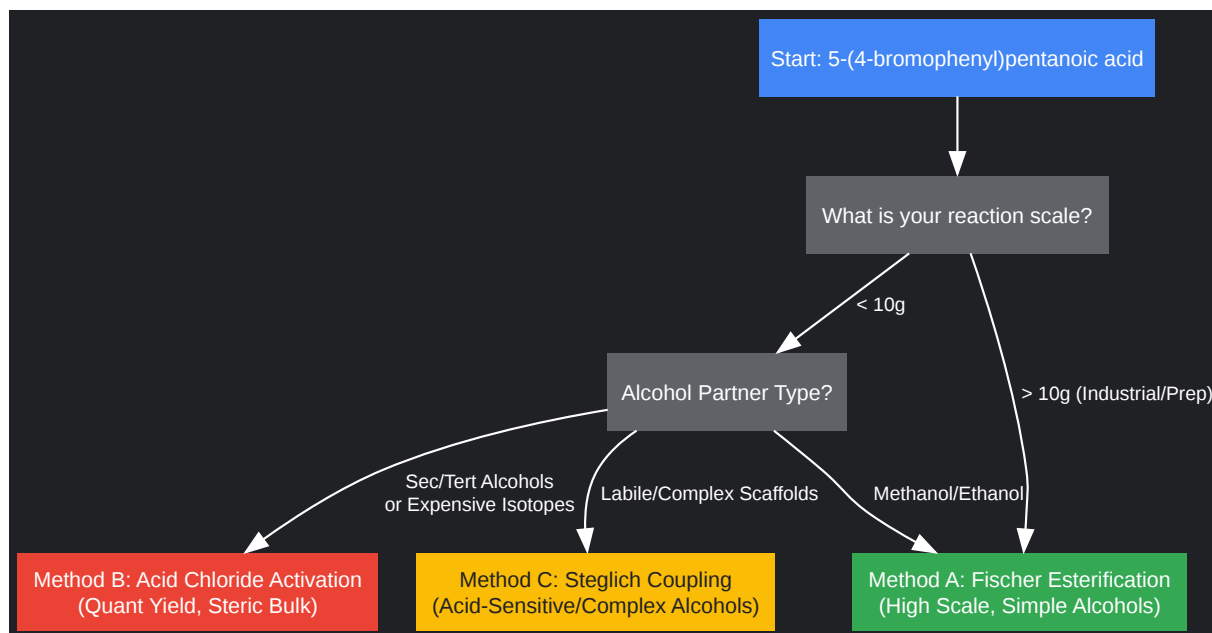 Start: 5-(4-bromophenyl)pentanoic acid
What is your reaction scale?
< 10g
Alcohol Partner Type?
> 10g (Industrial/Prep)
Sec/Tert Alcohols
or Expensive Isotopes
Labile/Complex Scaffolds
Methanol/Ethanol
Method B: Acid Chloride Activation
(Quant Yield, Steric Bulk)
Method C: Steglich Coupling
(Acid-Sensitive/Complex Alcohols)
Method A: Fischer Esterification
(High Scale, Simple Alcohols)